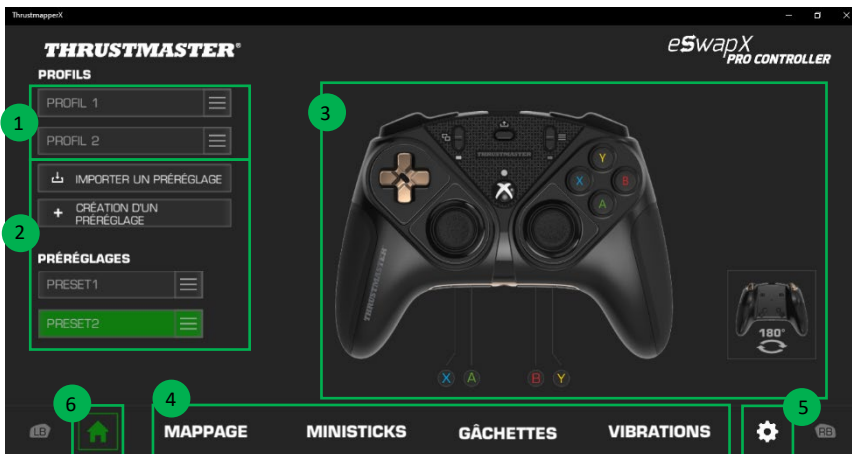 ThrustmapperX
THRUSTMASTER®
eSwapX
PRO CONTROLLER
PROFILS
1
PROFIL 1
PROFIL 2
2
IMPORTER UN PRÉRÉGLAGE
+ CRÉATION D'UN
PRÉRÉGLAGE
PRÉRÉGLAGES
PRESET1
PRESET2
3
THRUSTMASTER
Y
X B
A
THRUSTMASTER
X A B Y
180°
6
4
5
LB
MAPPAGE MINISTICKS GÂCHETTES VIBRATIONS
RB